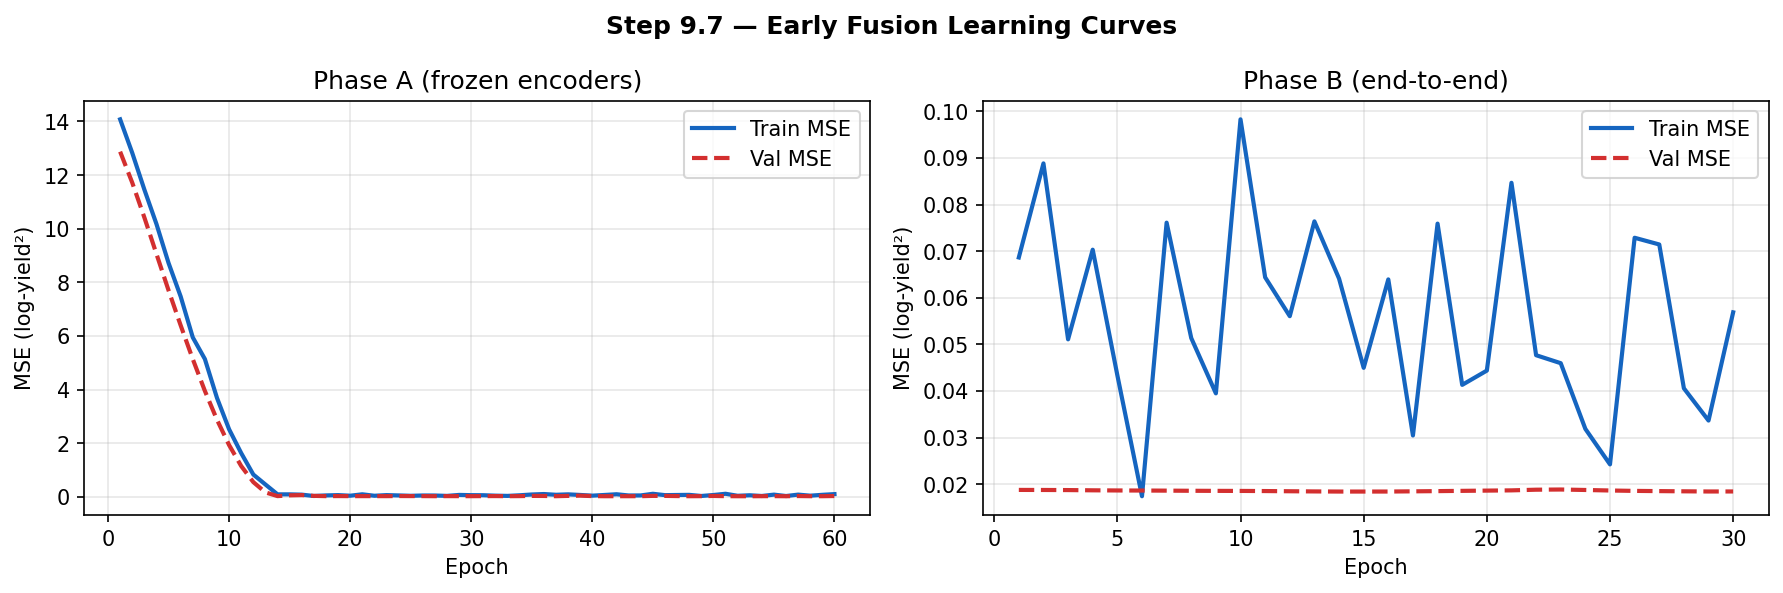 Step 9.7 — Early Fusion Learning Curves
Phase A (frozen encoders)
14
12
10
8
6
4
2
0
MSE (log-yield²)
Train MSE
Val MSE
0 10 20 30 40 50 60
Epoch
Phase B (end-to-end)
0.10
0.09
0.08
0.07
0.06
0.05
0.04
0.03
0.02
MSE (log-yield²)
Train MSE
Val MSE
0 5 10 15 20 25 30
Epoch